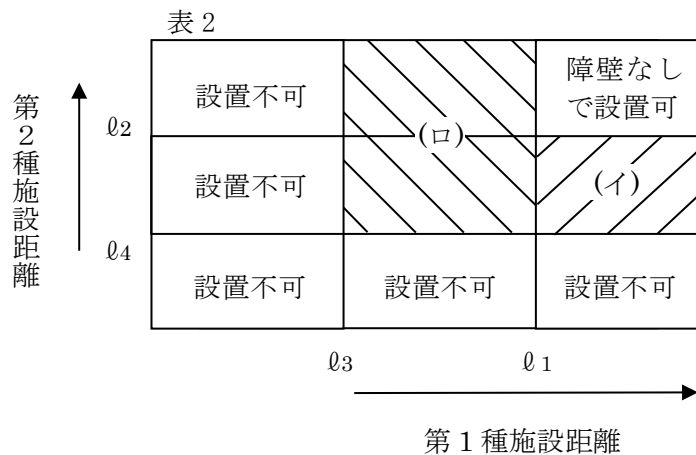 表２
設置不可
障壁なし
で設置可
ℓ2
(ロ)
設置不可
(イ)
ℓ4
設置不可
設置不可
設置不可
第２種施設距離
ℓ3
ℓ１
第１種施設距離